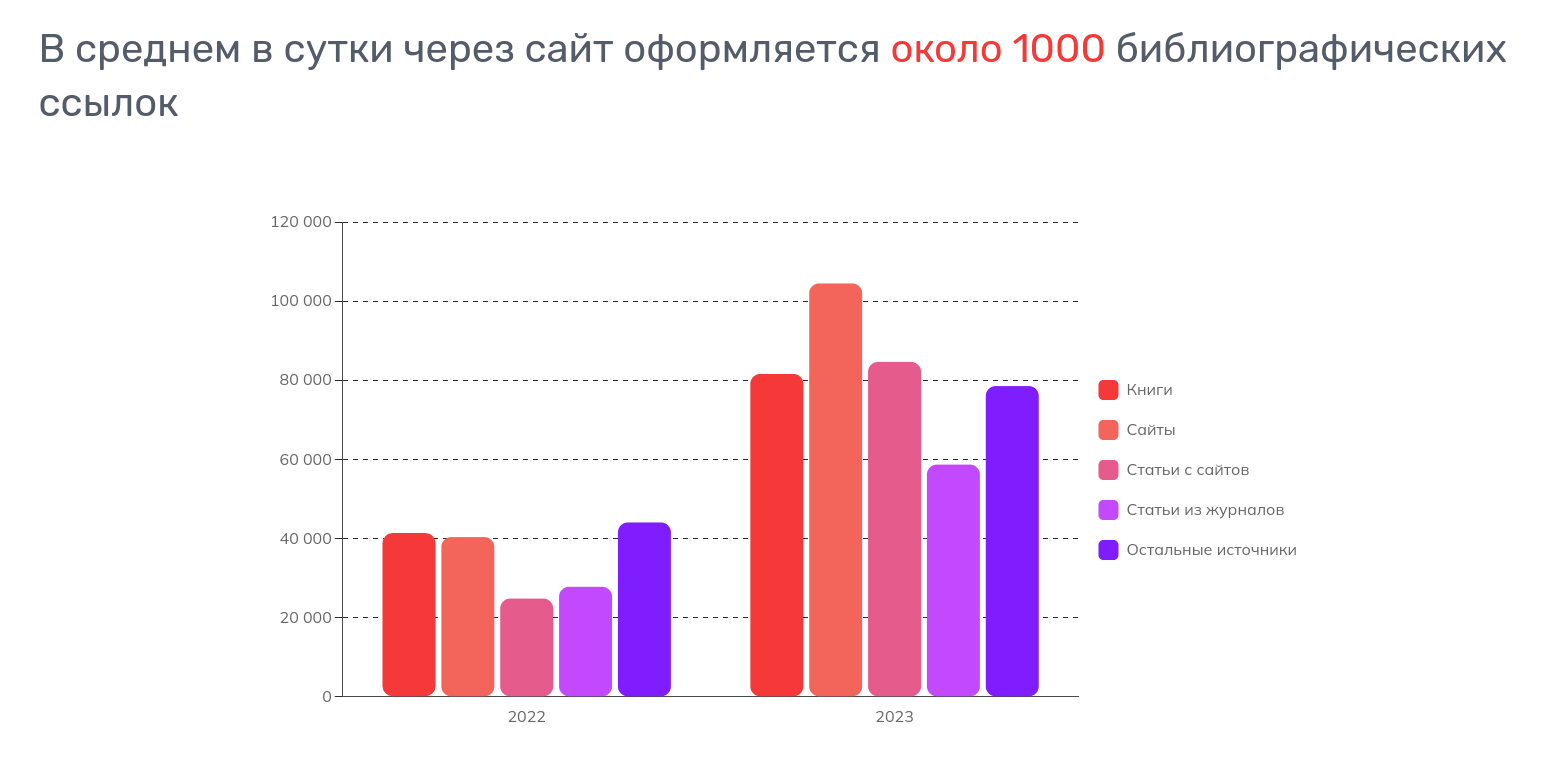 В среднем в сутки через сайт оформляется около 1000 библиографических
ссылок
120 000
100 000
80 000
60 000
40 000
20 000
0
2022
2023
Книги
Сайты
Статьи с сайтов
Статьи из журналов
Остальные источники